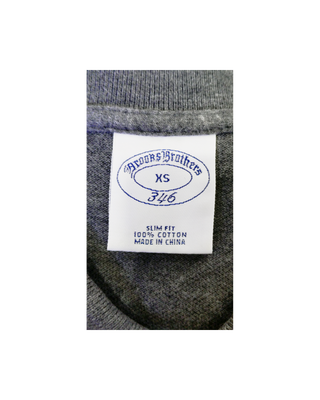 Brooks Brothers
XS
346
SLIM FIT
100% COTTON
MADE IN CHINA